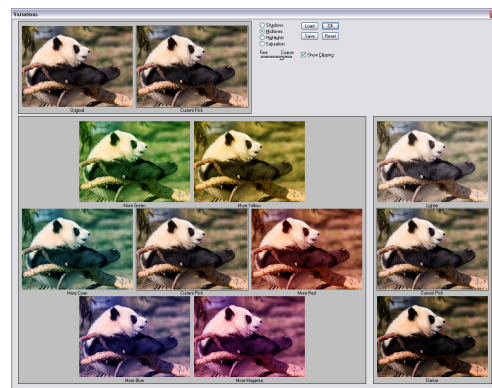 Variations
Original
Current Pick
Shadows
Midtones
Highlights
Saturation
Fine
Coarse
Load
OK
Save
Reset
Show Clipping
More Green
More Yellow
More Cyan
Current Pick
More Red
More Blue
More Magenta
Lighter
Current Pick
Darker